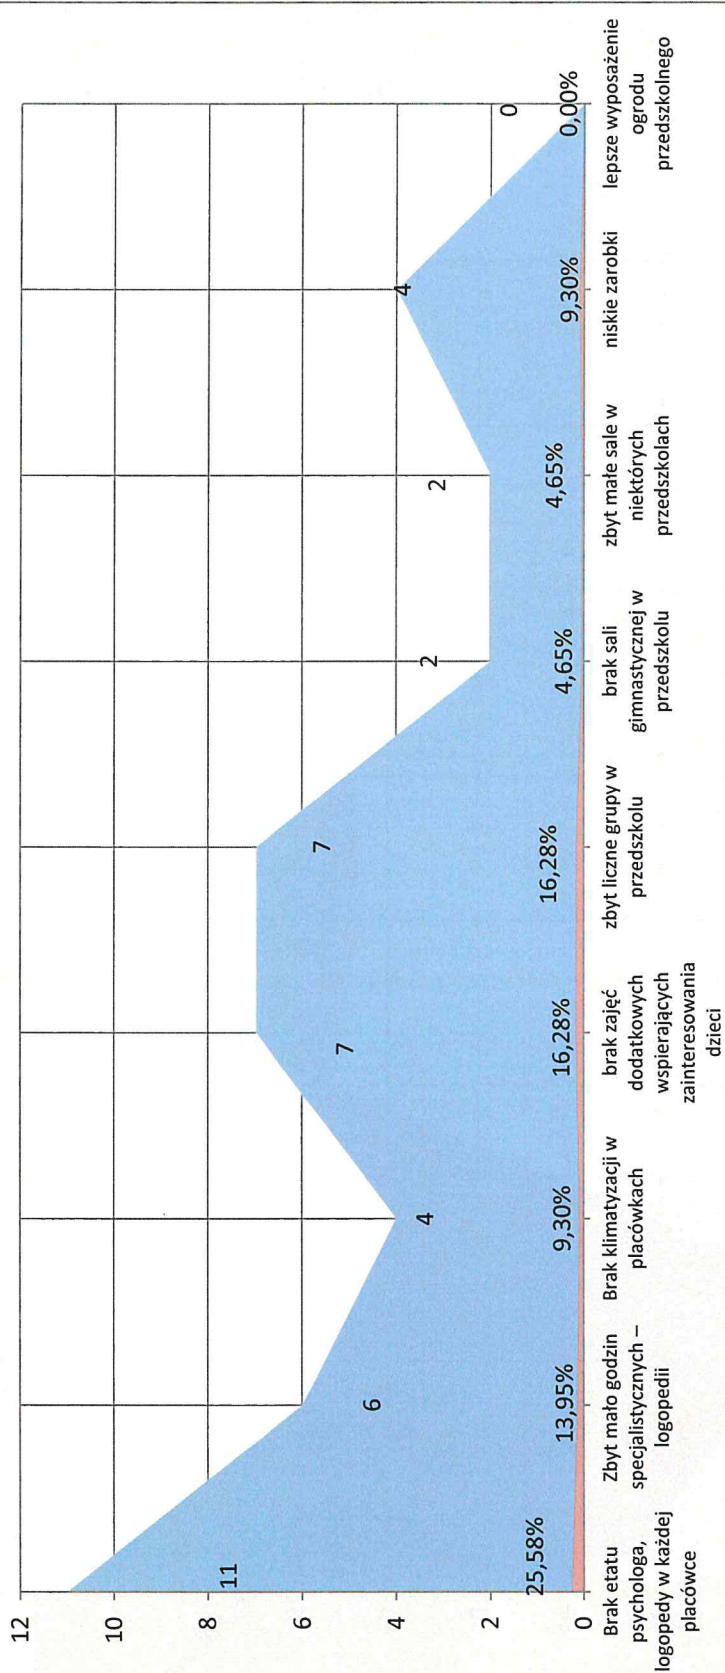 12
10
8
6
4
2
0
11
6
4
7
7
2
2
4
0
25,58%
13,95%
9,30%
16,28%
16,28%
4,65%
4,65%
9,30%
0,00%
Brak etatu
psychologa,
logopedy w każdej
placówce
Zbyt mało godzin
specjalistycznych –
logopedii
Brak klimatyzacji w
placówkach
brak zajęć
dodatkowych
wspierających
zainteresowania
dzieci
zbyt liczne grupy w
przedszkolu
brak sali
gimnastycznej w
przedszkolu
zbyt małe sale w
niektórych
przedszkolach
niskie zarobki
lepsze wyposażenie
ogrodu
przedszkolnego